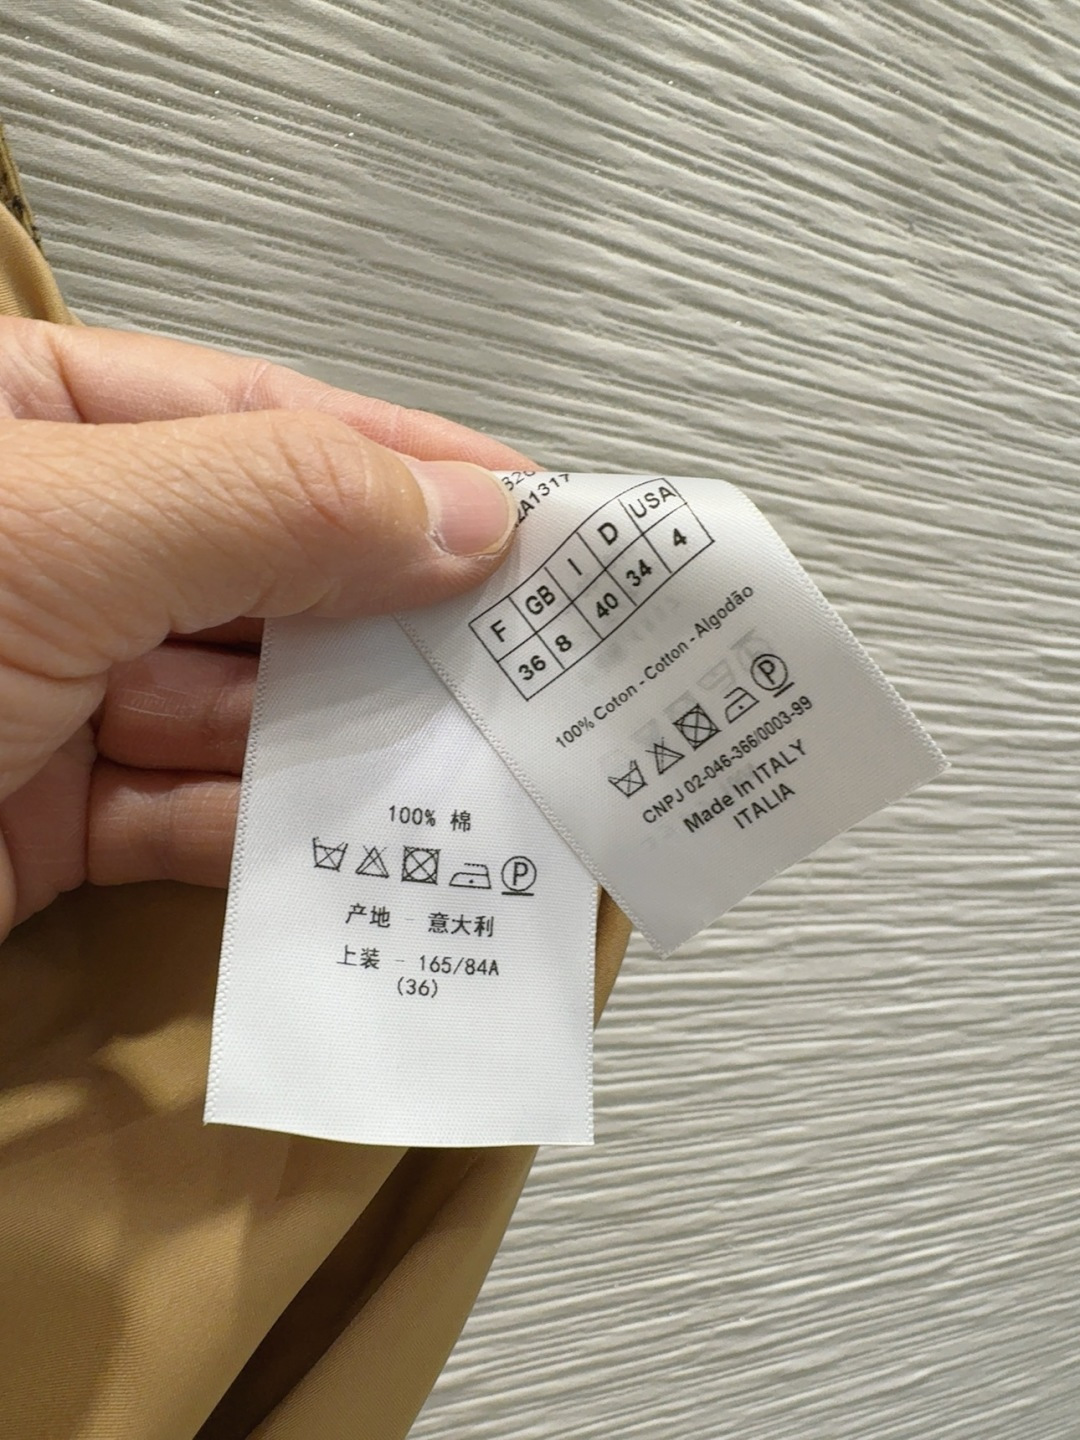 2A1317
F GB I D USA
36 8 40 34 4
100% Coton - Cotton - Algodão
P
CNPJ 02-046-366/0003-99
Made In ITALY
ITALIA
100% 棉
P
产地 - 意大利
上装 - 165/84A
(36)